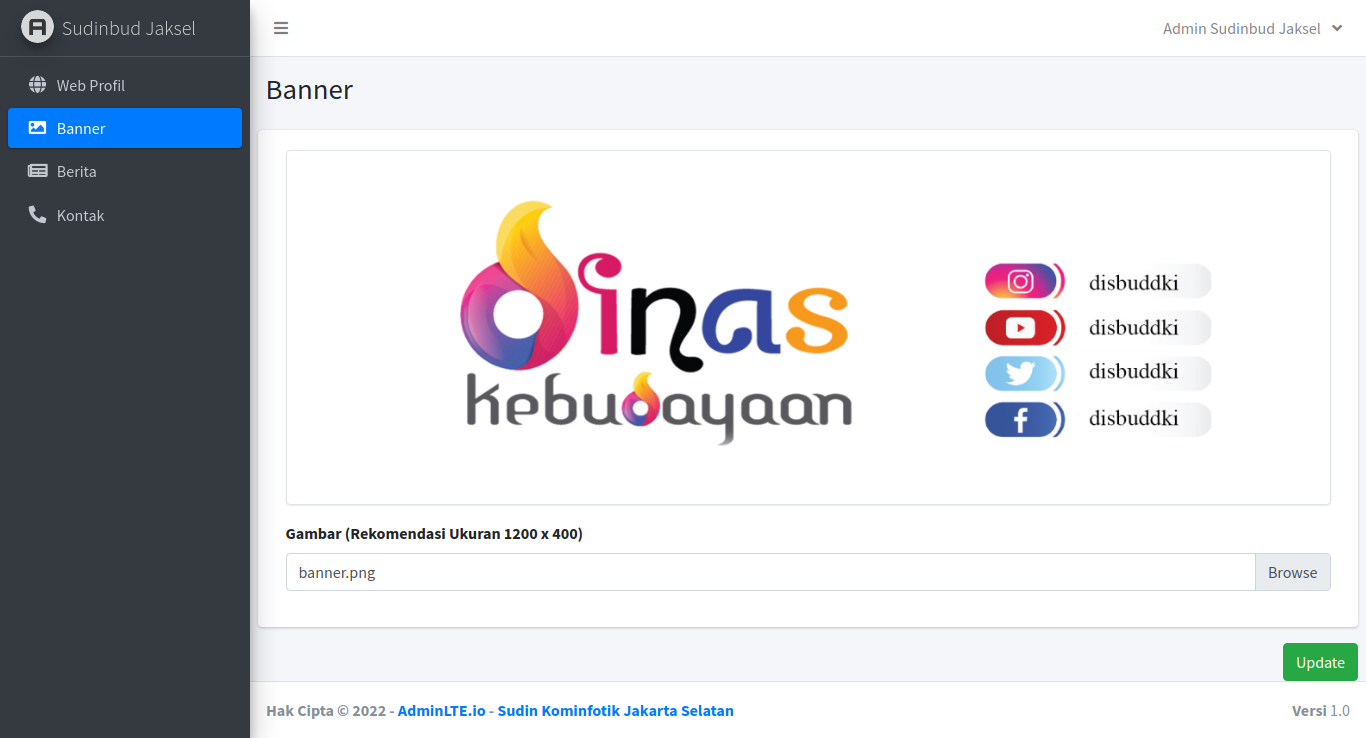 Sudinbud Jaksel
Admin Sudinbud Jaksel
Web Profil
Banner
Berita
Kontak
Banner
dinas
kebudayaan
disbuddki
disbuddki
disbuddki
disbuddki
Gambar (Rekomendasi Ukuran 1200 x 400)
banner.png
Browse
Update
Hak Cipta © 2022 - AdminLTE.io - Sudin Kominfotik Jakarta Selatan
Versi 1.0